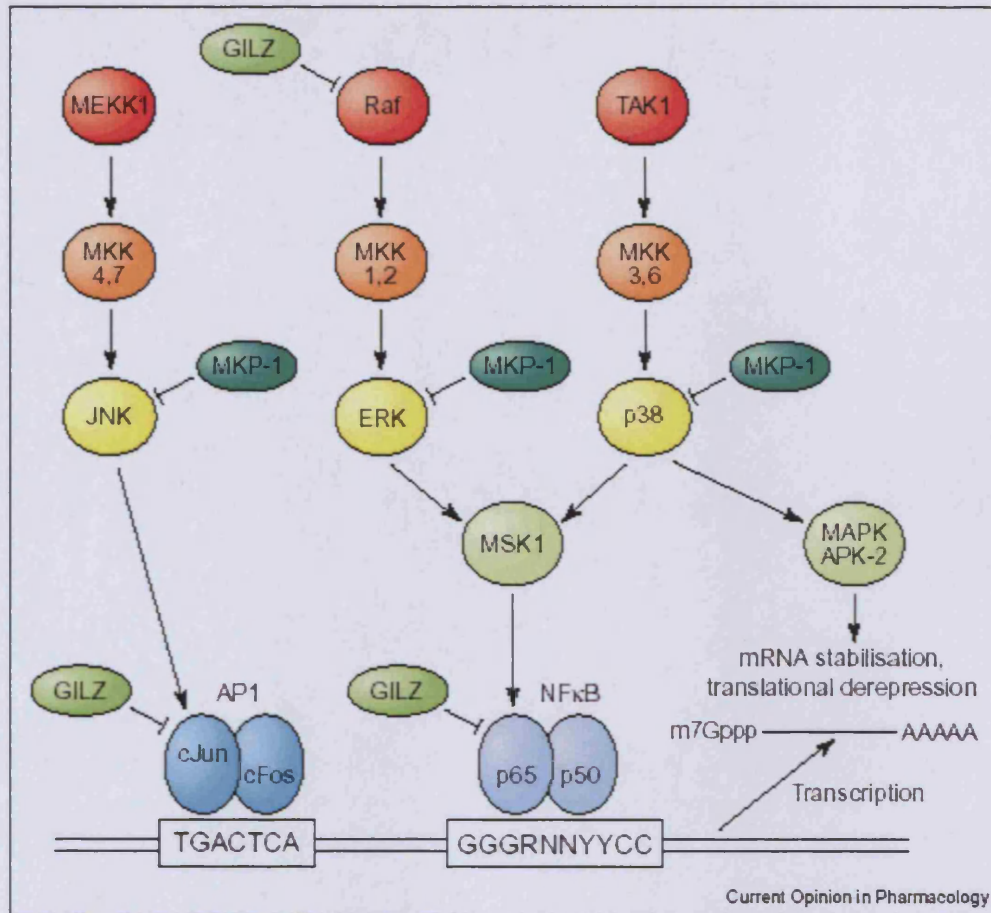 GILZ
MEKK1
Raf
TAK1
MKK
4,7
MKK
1,2
MKK
3,6
MKP-1
MKP-1
MKP-1
JNK
ERK
p38
MSK1
MAPK
APK-2
mRNA stabilisation,
translational derepression
GILZ
AP1
GILZ
NFκB
m7Gppp
AAAAA
cJun
cFos
p65
p50
Transcription
TGACTCA
GGGRNNYYCC
Current Opinion in Pharmacology